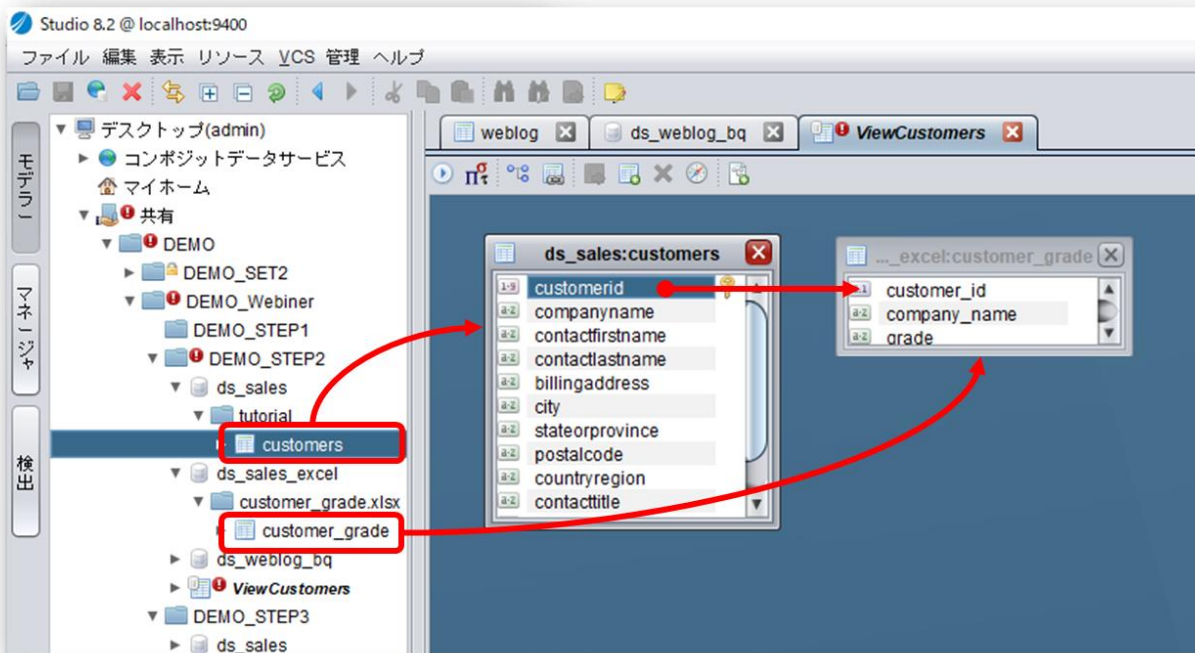 Studio 8.2 @ localhost:9400
ファイル 編集 表示 リソース VCS 管理 ヘルプ
モデラー
マネージャ
検出
デスクトップ(admin)
コンポジットデータサービス
マイホーム
共有
DEMO
DEMO_SET2
DEMO_Webiner
DEMO_STEP1
DEMO_STEP2
ds_sales
tutorial
customers
ds_sales_excel
customer_grade.xlsx
customer_grade
ds_weblog_bq
ViewCustomers
DEMO_STEP3
ds_sales
weblog
ds_weblog_bq
ViewCustomers
ds_sales:customers
1-9 customerid
a-z companyname
a-z contactfirstname
a-z contactlastname
a-z billingaddress
a-z city
a-z stateorprovince
a-z postalcode
a-z countryregion
a-z contacttitle
..._excel:customer_grade
customer_id
a-z company_name
a-z grade